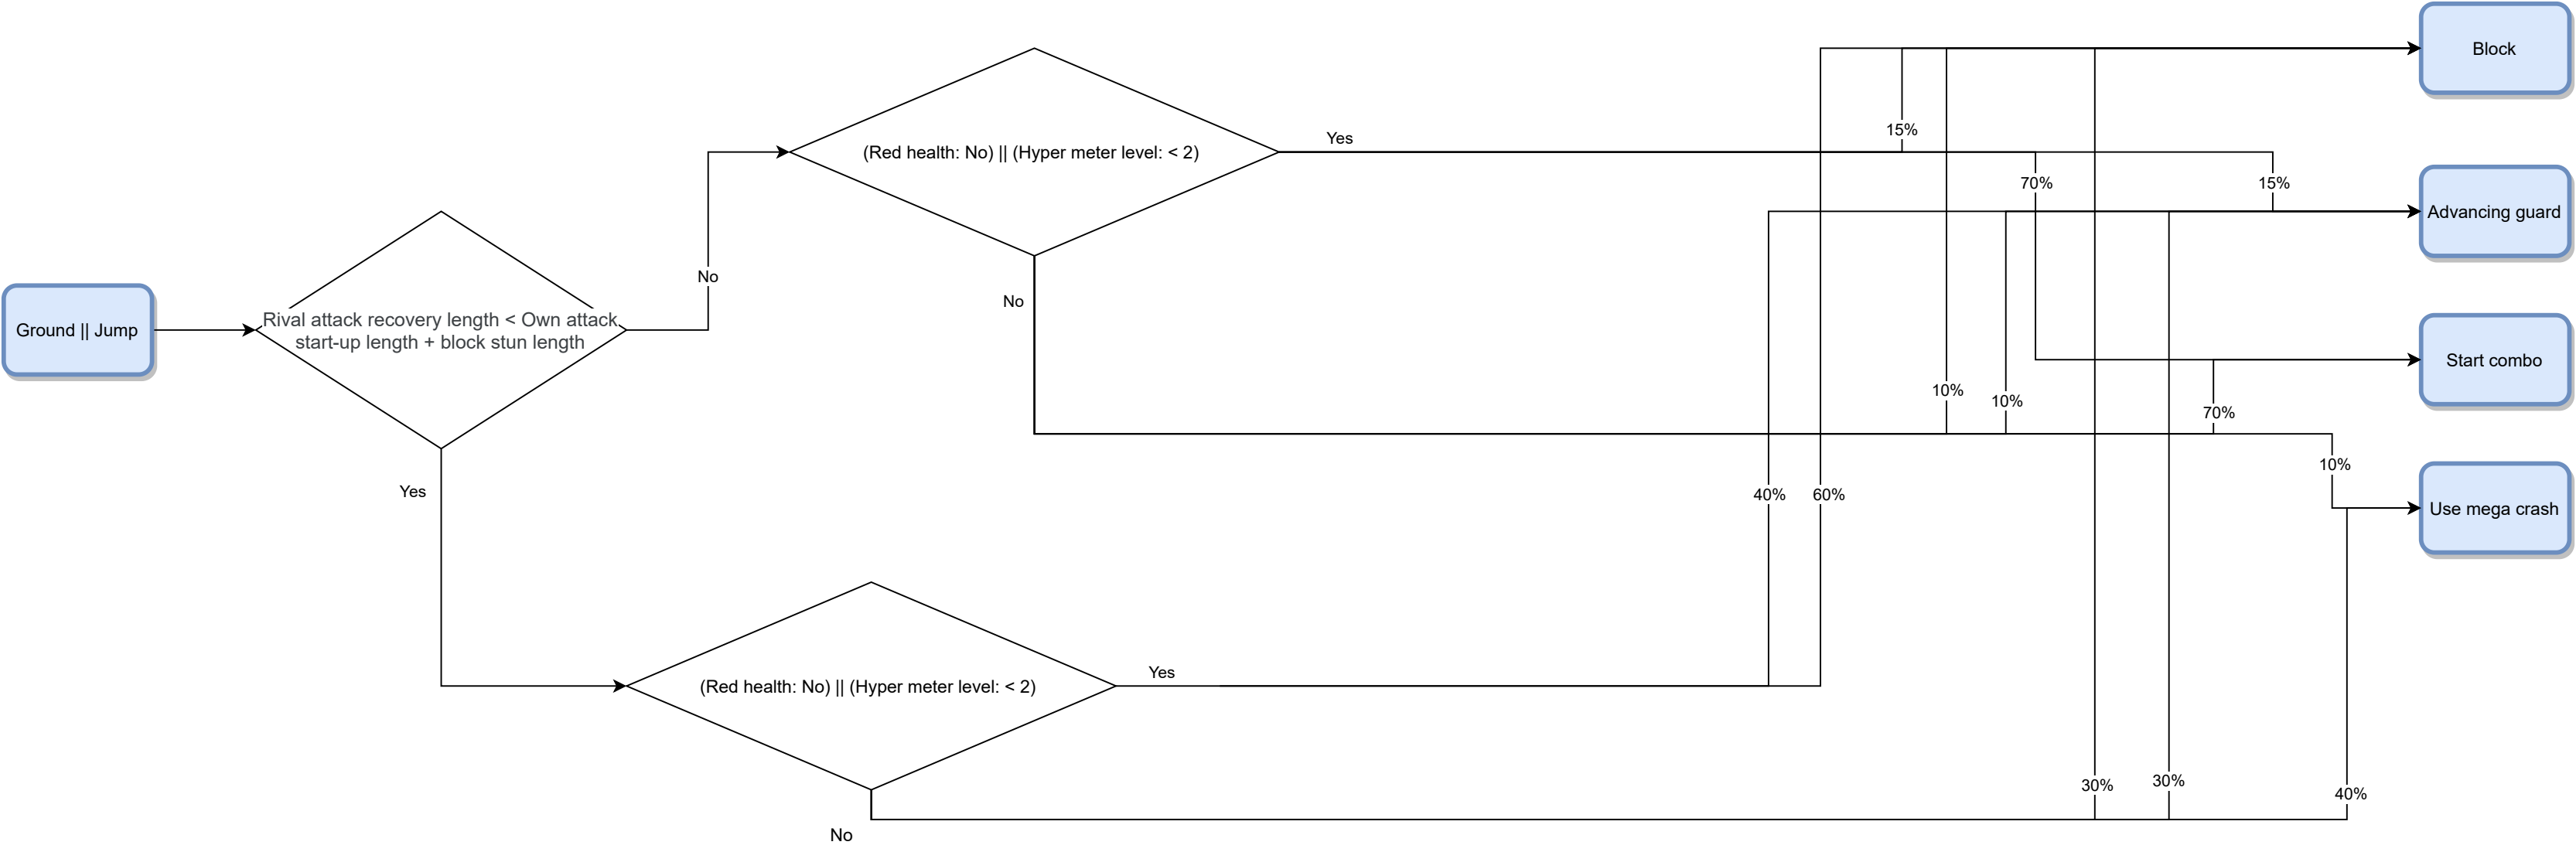 Block
(Red health: No) || (Hyper meter level: < 2)
Yes
15%
70%
15%
Advancing guard
No
No
Ground || Jump
Rival attack recovery length < Own attack
start-up length + block stun length
Start combo
10%
10%
70%
10%
Yes
40%
60%
Use mega crash
(Red health: No) || (Hyper meter level: < 2)
Yes
30%
30%
40%
No